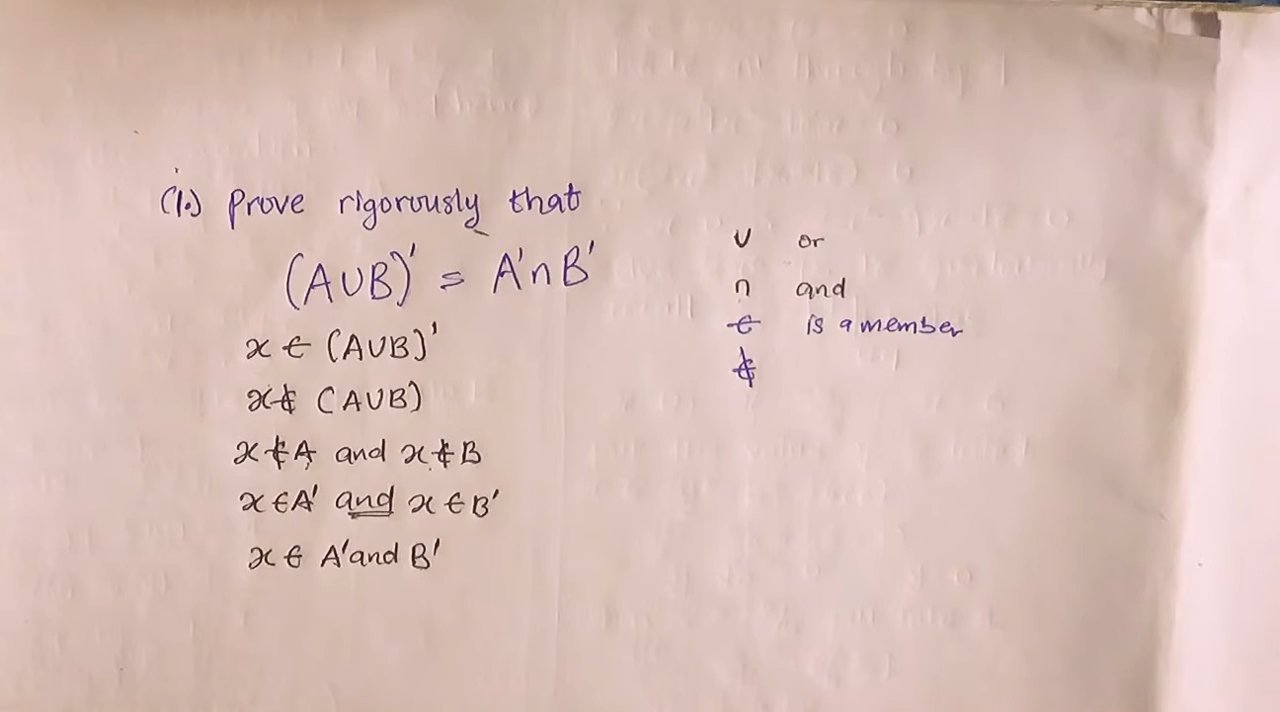 (1.) Prove rigorously that
(A∪B)' = A'∩B'
x ∈ (A∪B)'
x ∉ (A∪B)
x ∉ A and x ∉ B
x ∈ A' and x ∈ B'
x ∈ A' and B'
∪ or
∩ and
∈ is a member
∉